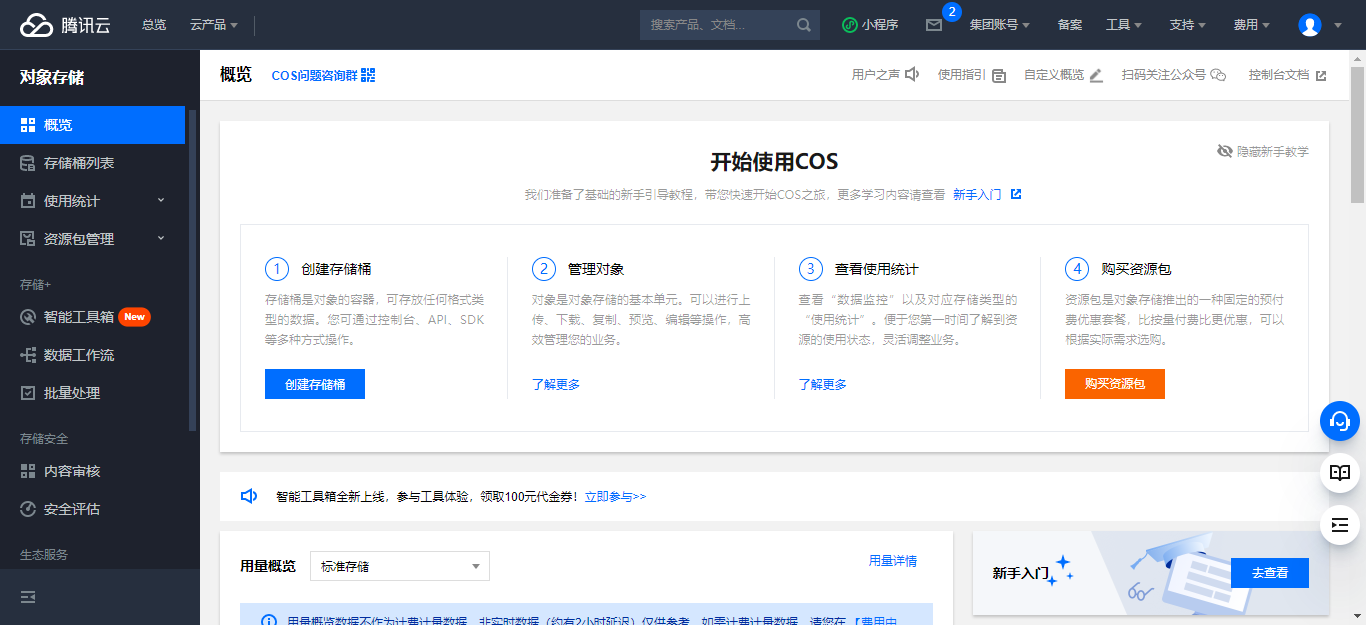 腾讯云 总览 云产品 搜索产品、文档... 小程序 2 集团账号 备案 工具 支持 费用
对象存储
概览
存储桶列表
使用统计
资源包管理
存储+
智能工具箱 New
数据工作流
批量处理
存储安全
内容审核
安全评估
生态服务
概览 COS问题咨询群 用户之声 使用指引 自定义概览 扫码关注公众号 控制台文档
隐藏新手教学
开始使用COS
我们准备了基础的新手引导教程，带您快速开始COS之旅，更多学习内容请查看 新手入门
1 创建存储桶
存储桶是对象的容器，可存放任何格式类
型的数据。您可通过控制台、API、SDK
等多种方式操作。
创建存储桶
2 管理对象
对象是对象存储的基本单元。可以进行上
传、下载、复制、预览、编辑等操作，高
效管理您的业务。
了解更多
3 查看使用统计
查看“数据监控”以及对应存储类型的
“使用统计”。便于您第一时间了解到资
源的使用状态，灵活调整业务。
了解更多
4 购买资源包
资源包是对象存储推出的一种固定的预付
费优惠套餐，比按量付费比更优惠，可以
根据实际需求选购。
购买资源包
智能工具箱全新上线，参与工具体验，领取100元代金券！立即参与>>
用量概览 标准存储 用量详情
用量概览数据不作为计费计量数据，非实时数据（约有2小时延迟）仅供参考，如需计费计量数据，请您在【费用中
新手入门 去查看